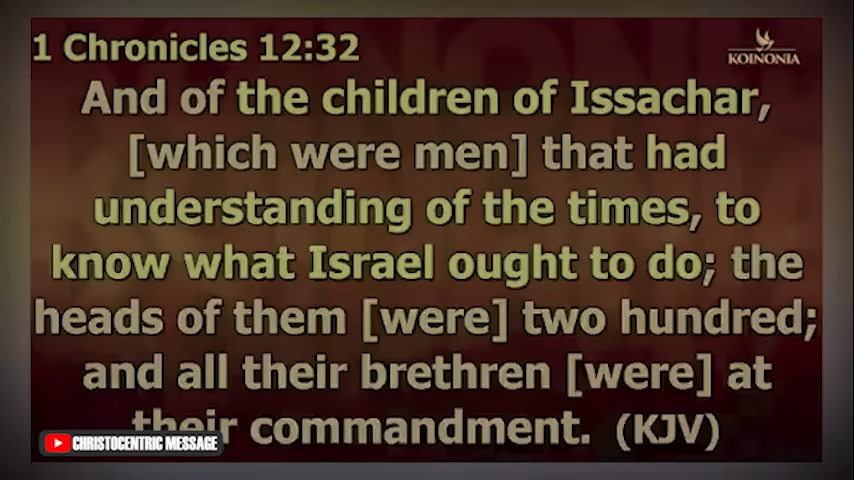 1 Chronicles 12:32
KOINONIA
And of the children of Issachar,
[which were men] that had
understanding of the times, to
know what Israel ought to do; the
heads of them [were] two hundred;
and all their brethren [were] at
their commandment. (KJV)
CHRISTOCENTRIC MESSAGE